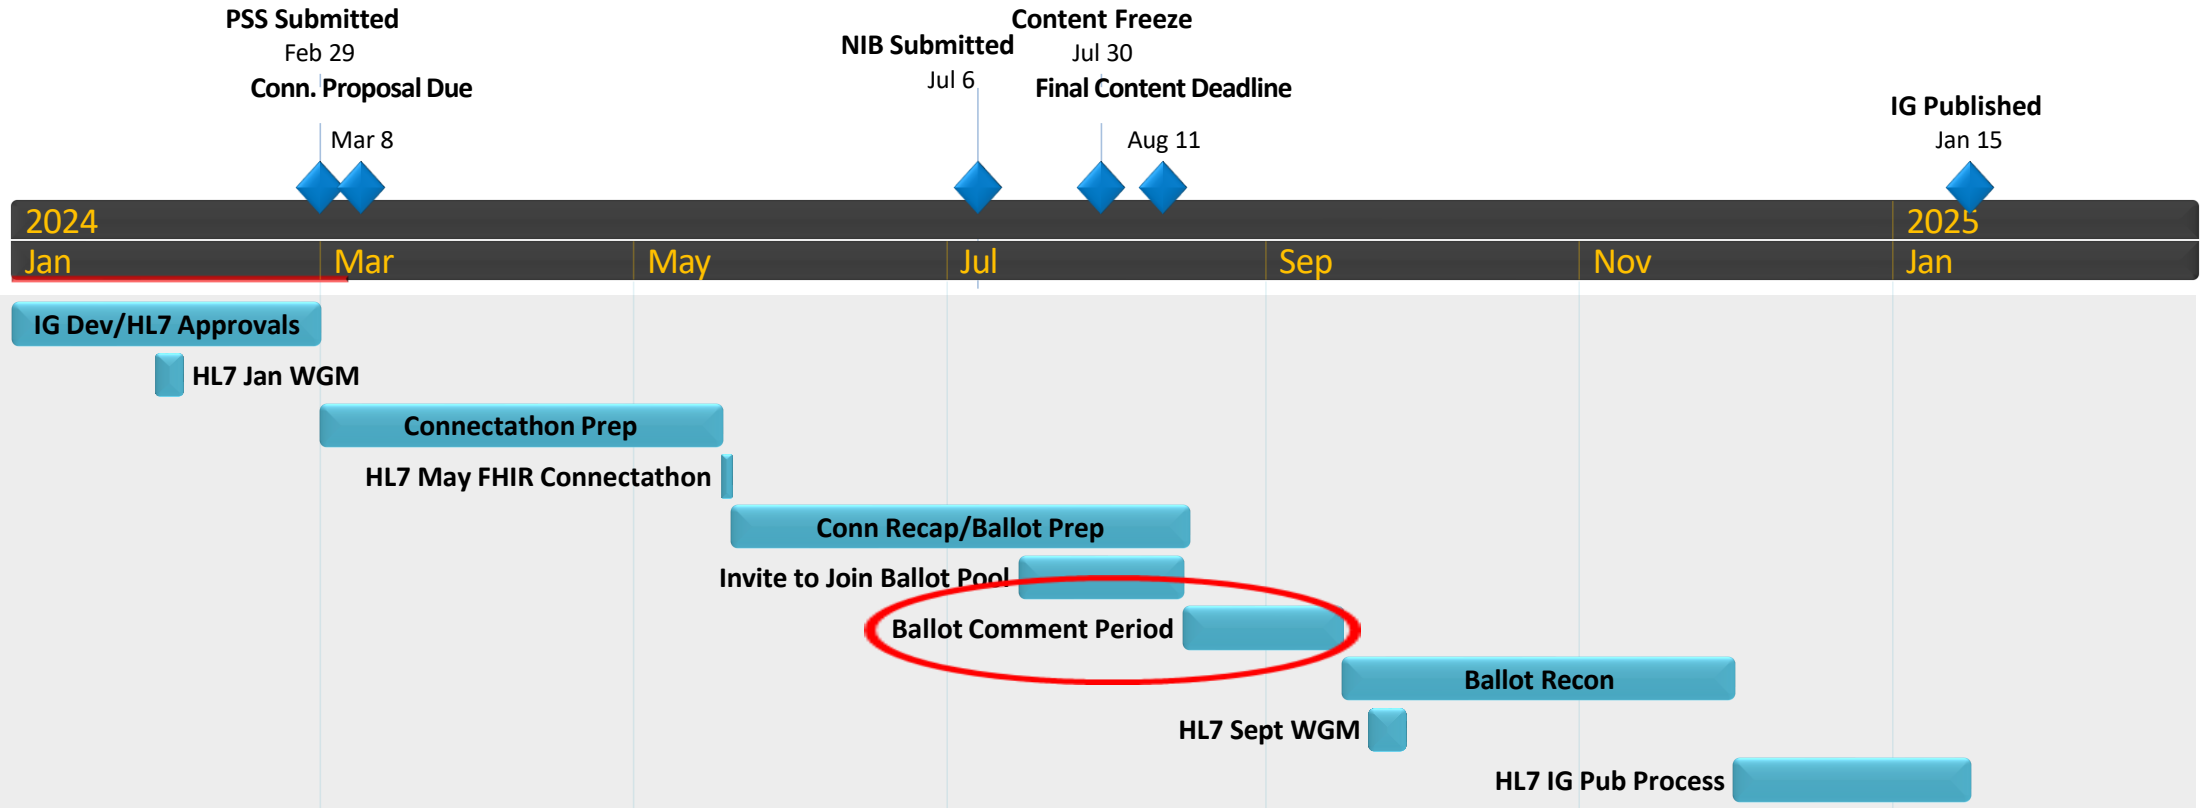 PSS Submitted
Feb 29
Conn. Proposal Due
Mar 8
NIB Submitted
Jul 6
Content Freeze
Jul 30
Final Content Deadline
Aug 11
IG Published
Jan 15
2024
2025
Jan
Mar
May
Jul
Sep
Nov
Jan
IG Dev/HL7 Approvals
HL7 Jan WGM
Connectathon Prep
HL7 May FHIR Connectathon
Conn Recap/Ballot Prep
Invite to Join Ballot Pool
Ballot Comment Period
Ballot Recon
HL7 Sept WGM
HL7 IG Pub Process